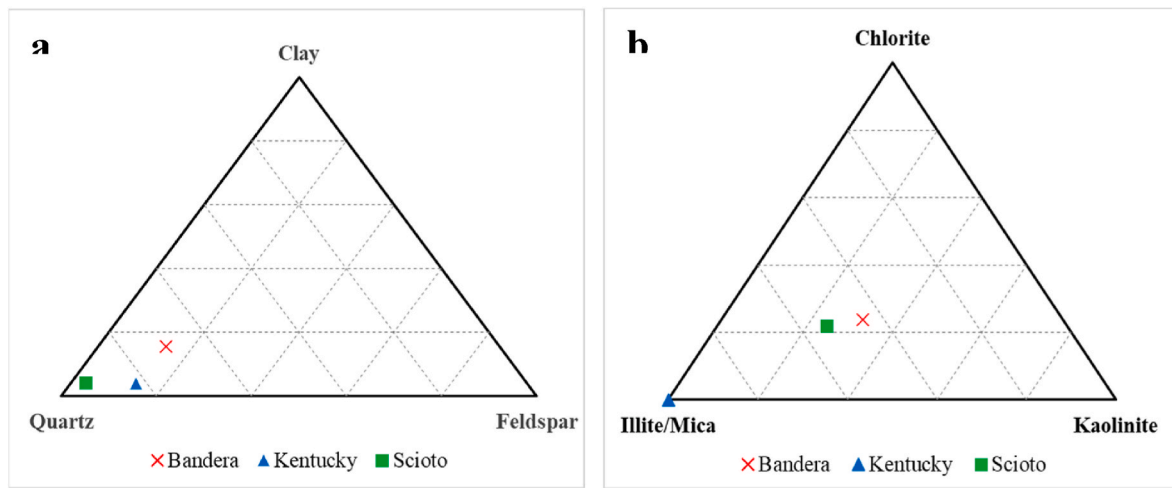 a
Clay
Quartz
Feldspar
Bandera Kentucky Scioto
b
Chlorite
Illite/Mica
Kaolinite
Bandera Kentucky Scioto